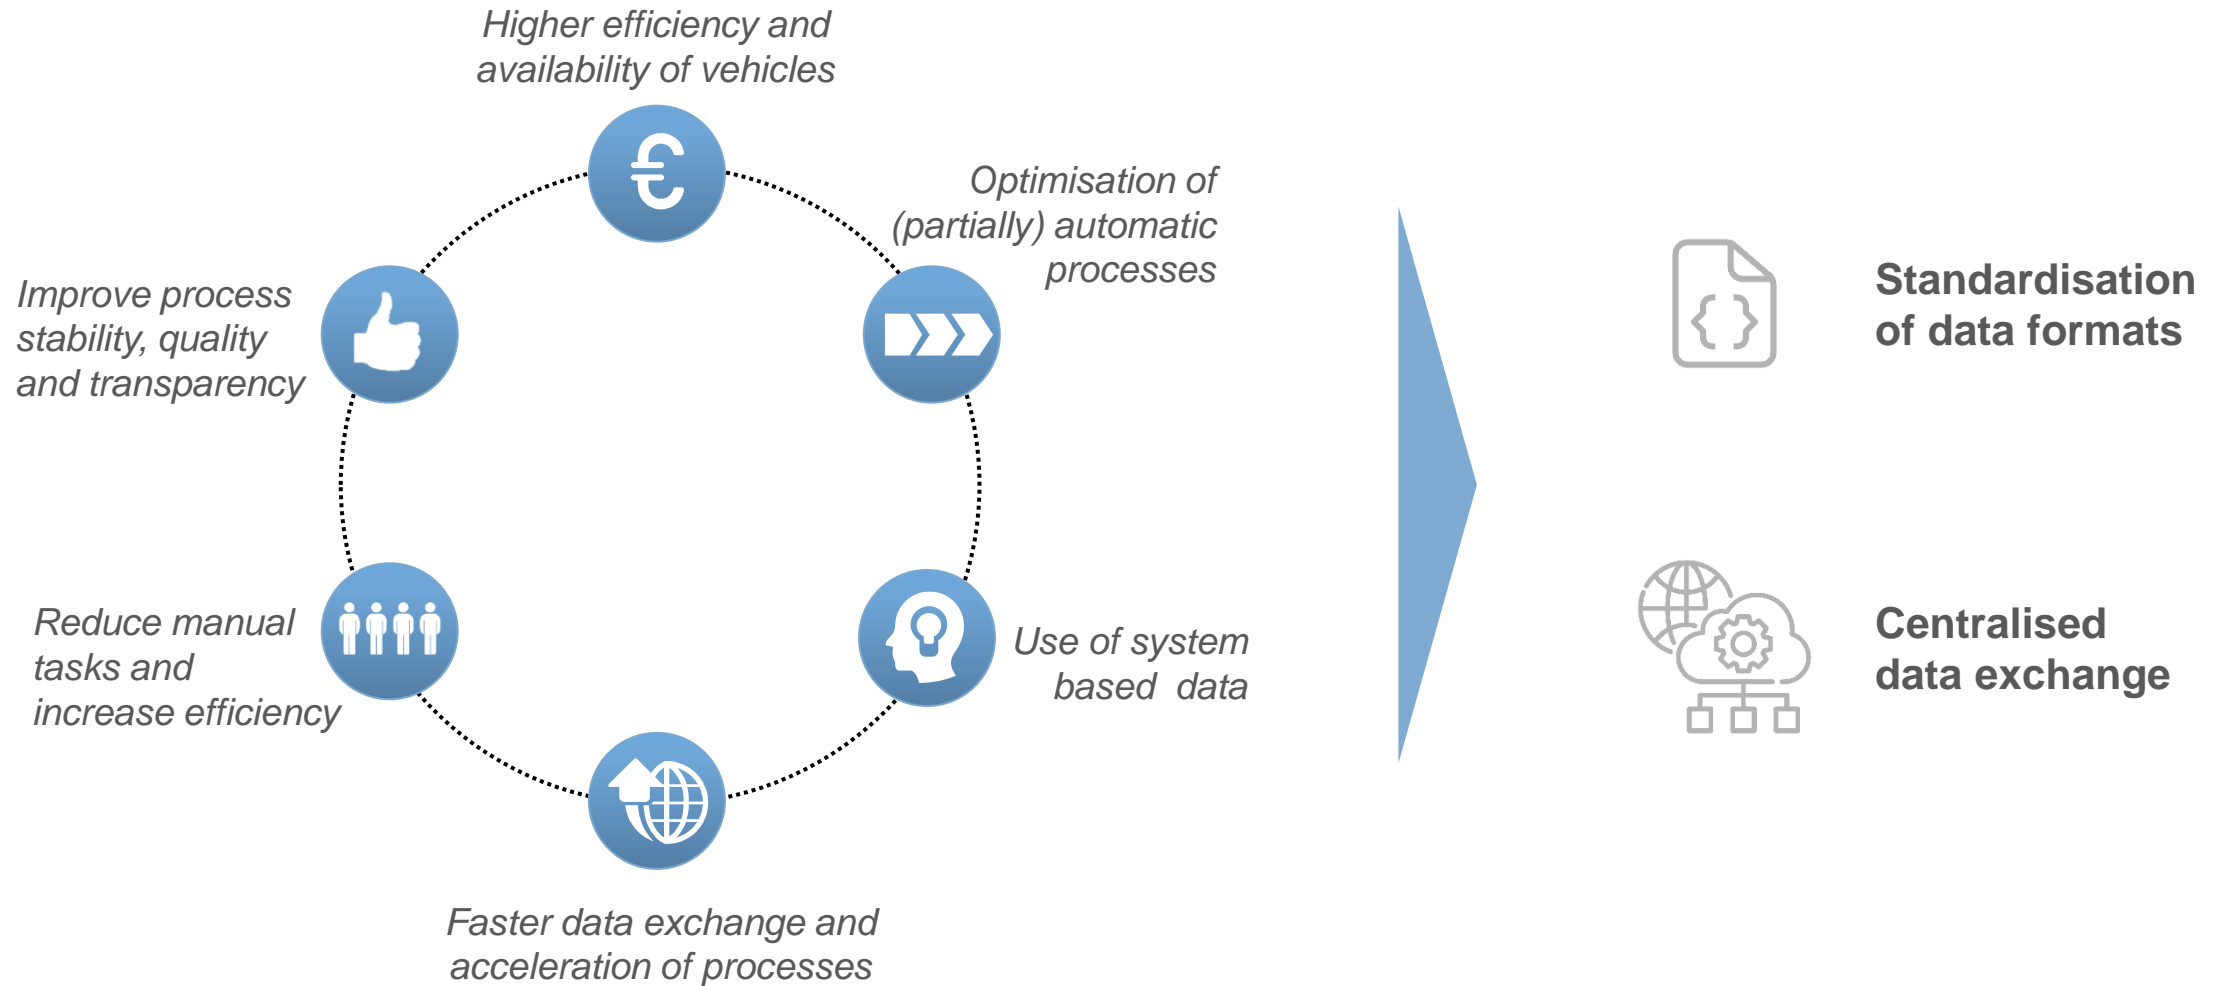 Higher efficiency and
availability of vehicles
Optimisation of
(partially) automatic
processes
Improve process
stability, quality
and transparency
Reduce manual
tasks and
increase efficiency
Use of system
based  data
Faster data exchange and
acceleration of processes
Standardisation
of data formats
Centralised
data exchange